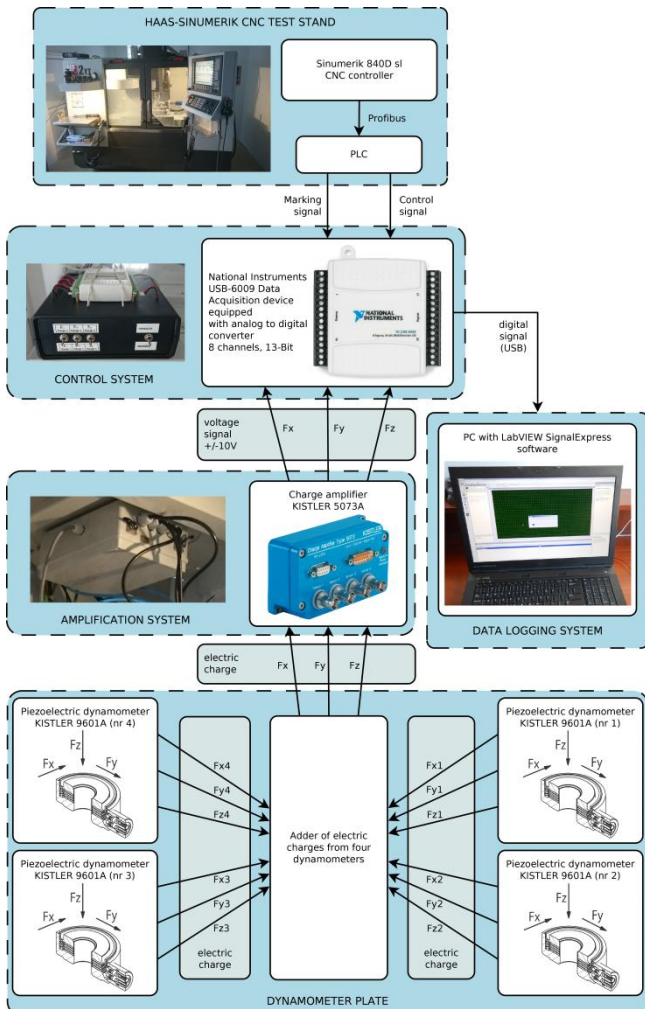 HAAS-SINUMERIK CNC TEST STAND
Sinumerik 840D sl
CNC controller
Profibus
PLC
Marking
signal
Control
signal
National Instruments
USB-6009 Data
Acquisition device
equipped
with analog to digital
converter
8 channels, 13-Bit
NATIONAL
INSTRUMENTS
CONTROL SYSTEM
digital
signal
(USB)
voltage
signal
+/-10V
Fx
Fy
Fz
PC with LabVIEW SignalExpress
software
DATA LOGGING SYSTEM
Charge amplifier
KISTLER 5073A
Charge Amplifier Type 5073
KISTLER
AMPLIFICATION SYSTEM
electric
charge
Fx
Fy
Fz
Piezoelectric dynamometer
KISTLER 9601A (nr 4)
Fz
Fx
Fy
Fx4
Fy4
Fz4
Piezoelectric dynamometer
KISTLER 9601A (nr 3)
Fz
Fx
Fy
Fx3
Fy3
Fz3
electric
charge
Adder of electric
charges from four
dynamometers
Fx1
Fy1
Fz1
Fx2
Fy2
Fz2
electric
charge
Piezoelectric dynamometer
KISTLER 9601A (nr 1)
Fz
Fx
Fy
Piezoelectric dynamometer
KISTLER 9601A (nr 2)
Fz
Fx
Fy
DYNAMOMETER PLATE